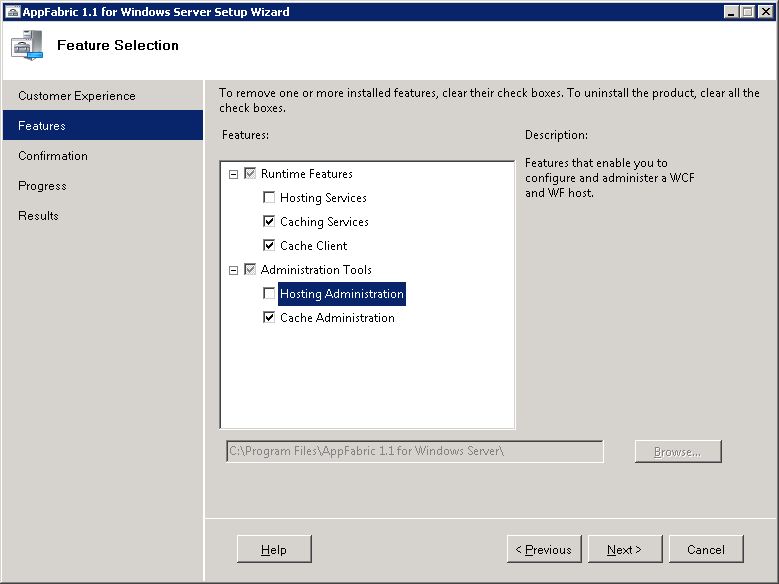 AppFabric 1.1 for Windows Server Setup Wizard
Feature Selection
Customer Experience
Features
Confirmation
Progress
Results
To remove one or more installed features, clear their check boxes. To uninstall the product, clear all the
check boxes.
Features:
Runtime Features
Hosting Services
Caching Services
Cache Client
Administration Tools
Hosting Administration
Cache Administration
Description:
Features that enable you to
configure and administer a WCF
and WF host.
C:\Program Files\AppFabric 1.1 for Windows Server\
Browse...
Help
< Previous
Next >
Cancel